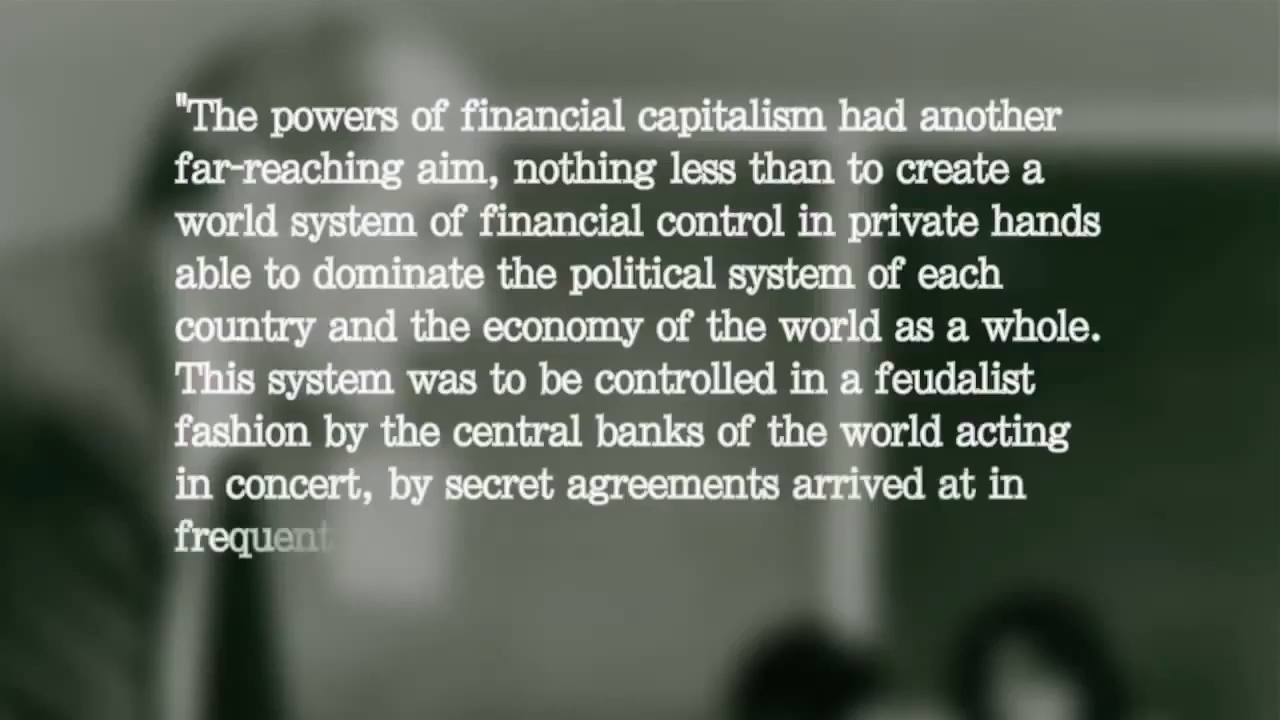 "The powers of financial capitalism had another
far-reaching aim, nothing less than to create a
world system of financial control in private hands
able to dominate the political system of each
country and the economy of the world as a whole.
This system was to be controlled in a feudalist
fashion by the central banks of the world acting
in concert, by secret agreements arrived at in
frequent